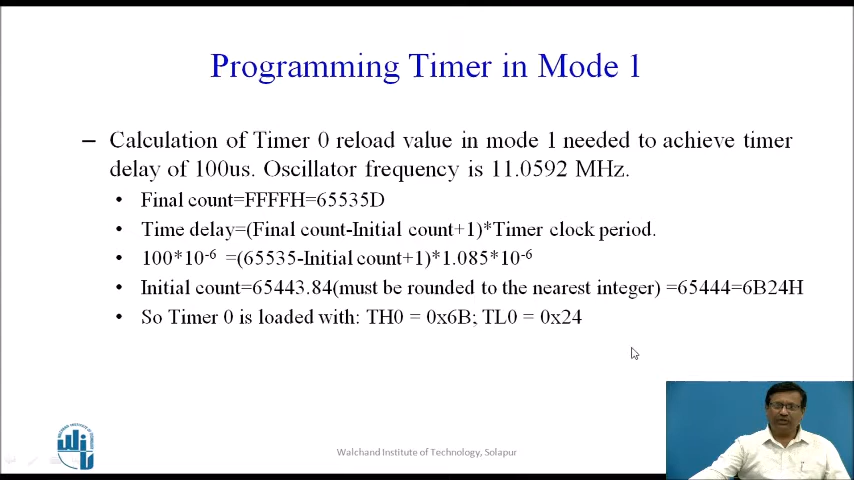 Programming Timer in Mode 1
– Calculation of Timer 0 reload value in mode 1 needed to achieve timer
delay of 100us. Oscillator frequency is 11.0592 MHz.
• Final count=FFFFH=65535D
• Time delay=(Final count-Initial count+1)*Timer clock period.
• 100*10⁻⁶ =(65535-Initial count+1)*1.085*10⁻⁶
• Initial count=65443.84(must be rounded to the nearest integer) =65444=6B24H
• So Timer 0 is loaded with: TH0 = 0x6B; TL0 = 0x24
Walchand Institute of Technology, Solapur